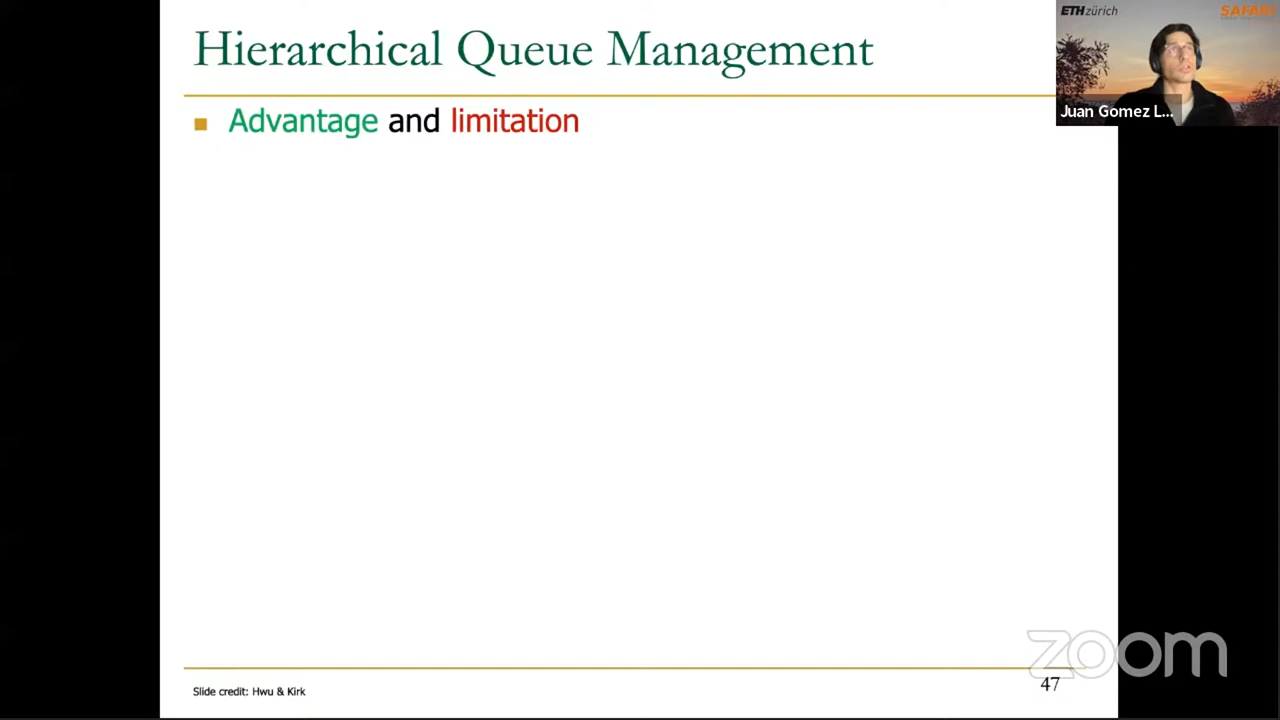 Hierarchical Queue Management
ETH zürich
SAFARI
Juan Gomez L...
Advantage and limitation
zoom
Slide credit: Hwu & Kirk
47